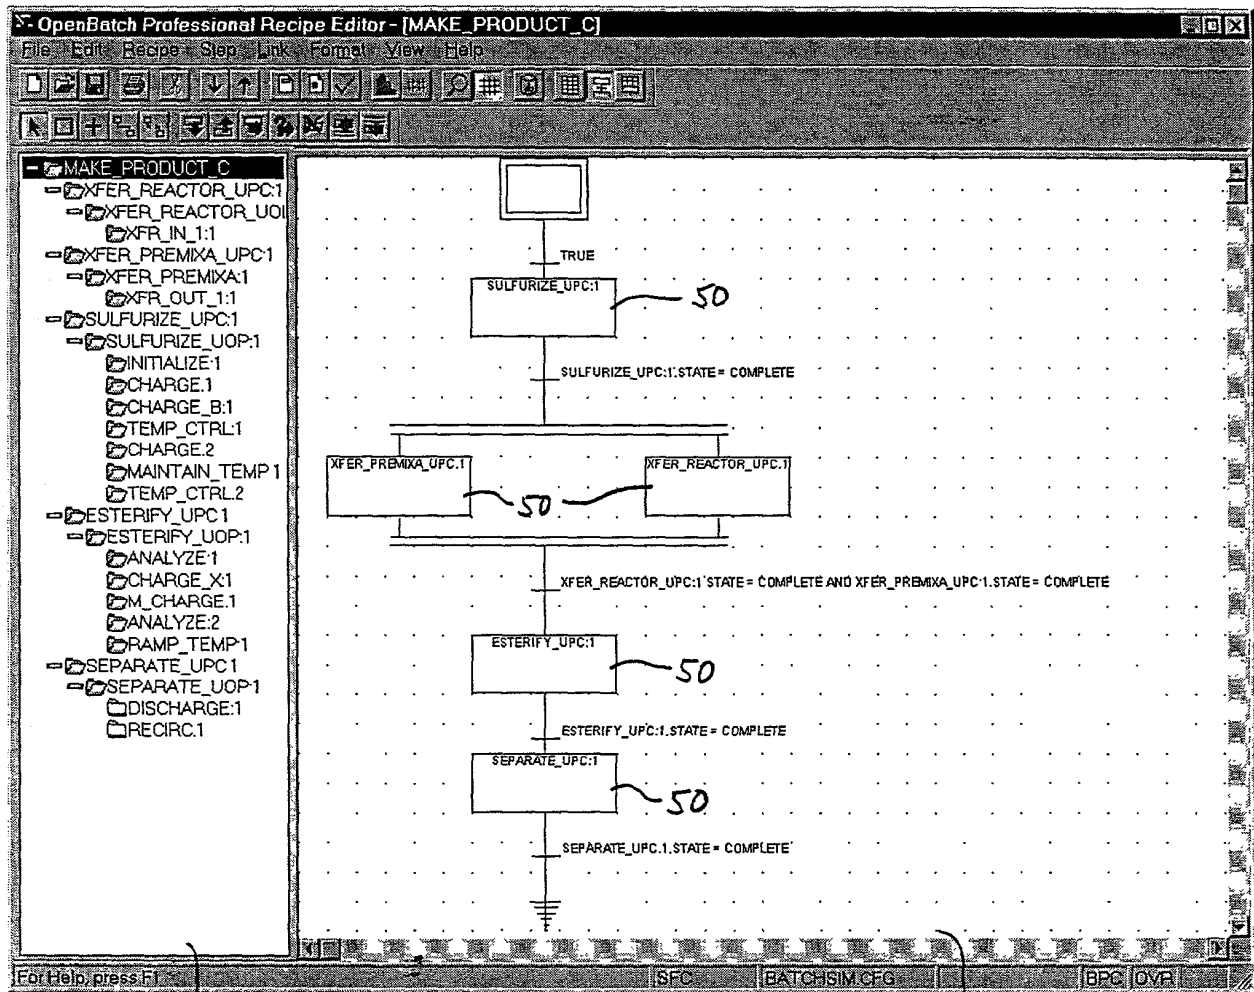 OpenBatch Professional Recipe Editor - [MAKE_PRODUCT_C]
File Edit Recipe Step Link Format View Help
MAKE_PRODUCT_C
XFER_REACTOR_UPC:1
XFER_REACTOR_UOI
XFR_IN_1:1
XFER_PREMIXA_UPC:1
XFER_PREMIXA:1
XFR_OUT_1:1
SULFURIZE_UPC:1
SULFURIZE_UOP:1
INITIALIZE:1
CHARGE:1
CHARGE_B:1
TEMP_CTRL:1
CHARGE:2
MAINTAIN_TEMP:1
TEMP_CTRL:2
ESTERIFY_UPC:1
ESTERIFY_UOP:1
ANALYZE:1
CHARGE_X:1
M_CHARGE:1
ANALYZE:2
RAMP_TEMP:1
SEPARATE_UPC:1
SEPARATE_UOP:1
DISCHARGE:1
RECIRC:1
TRUE
SULFURIZE_UPC:1
50
SULFURIZE_UPC:1.STATE = COMPLETE
XFER_PREMIXA_UPC:1
50
XFER_REACTOR_UPC:1
XFER_REACTOR_UPC:1.STATE = COMPLETE AND XFER_PREMIXA_UPC:1.STATE = COMPLETE
ESTERIFY_UPC:1
50
ESTERIFY_UPC:1.STATE = COMPLETE
SEPARATE_UPC:1
50
SEPARATE_UPC:1.STATE = COMPLETE
For Help, press F1 SFC BATCHSIM.CFG BPC OVR